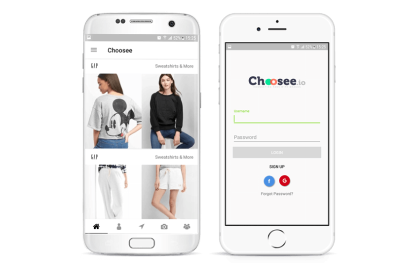 Choosee
GAP Sweatshirts & More
GAP Sweatshirts & More
Choosee.io
Username
Password
LOGIN
SIGN UP
f G
Forgot Password?